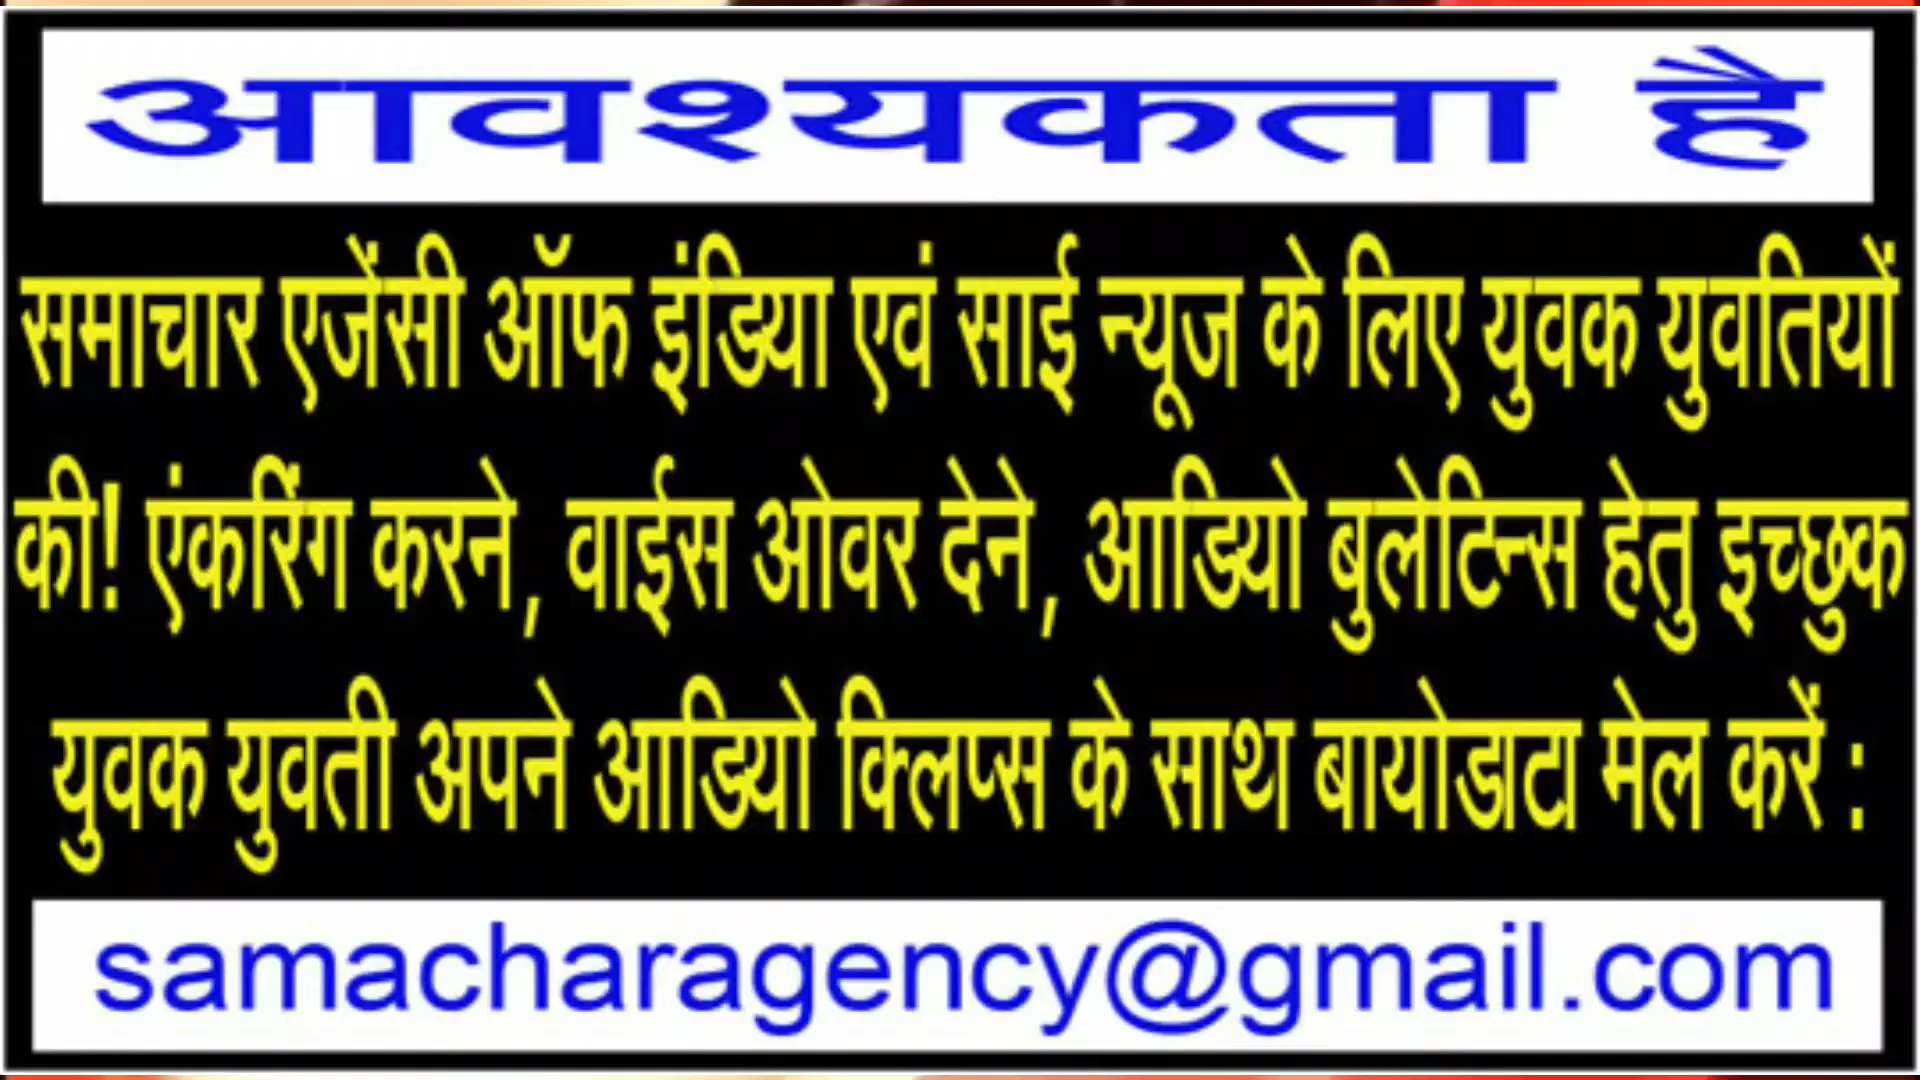 आवश्यकता है
समाचार एजेंसी ऑफ इंडिया एवं साई न्यूज के लिए युवक युवतियों
की! एंकरिंग करने, वाईस ओवर देने, आडियो बुलेटिन्स हेतु इच्छुक
युवक युवती अपने आडियो क्लिप्स के साथ बायोडाटा मेल करें :
samacharagency@gmail.com